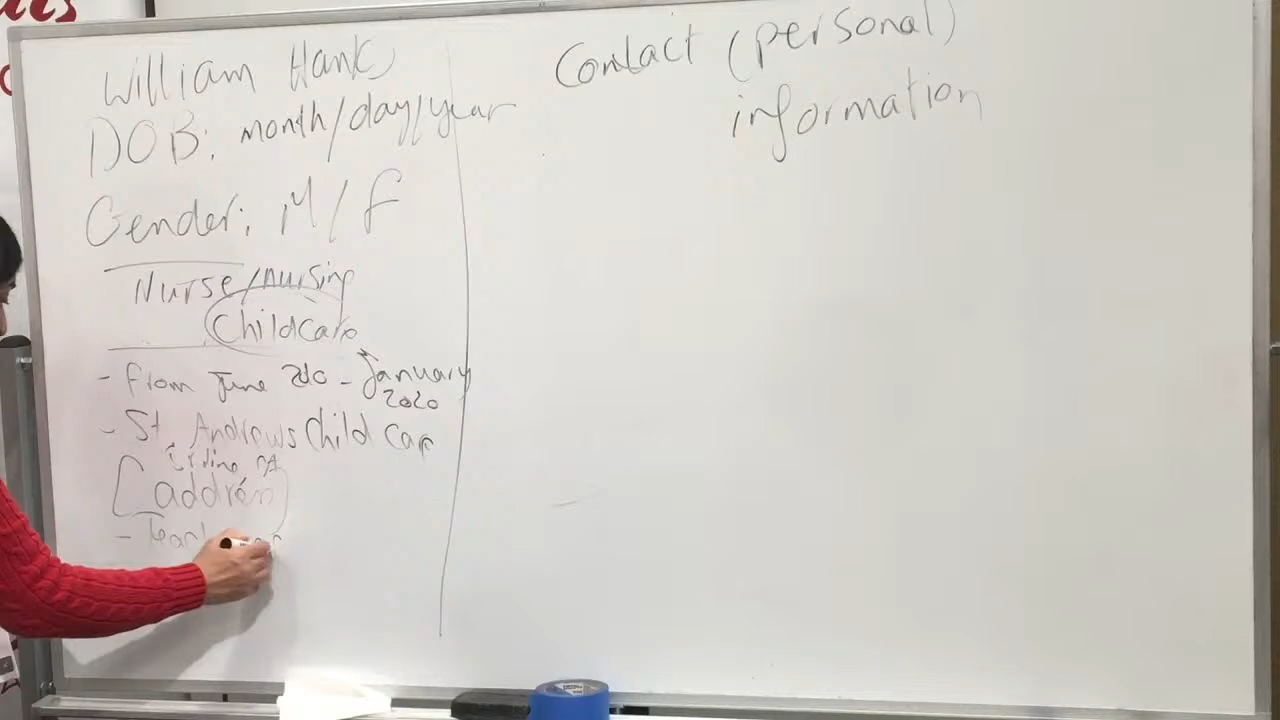 William Hanks
DOB: month/day/year
Gender: M/F
Nurse/nursing
Childcare
- from June 2010 - January
2020
- St. Andrews Child Care
[address]
Contact (personal)
information